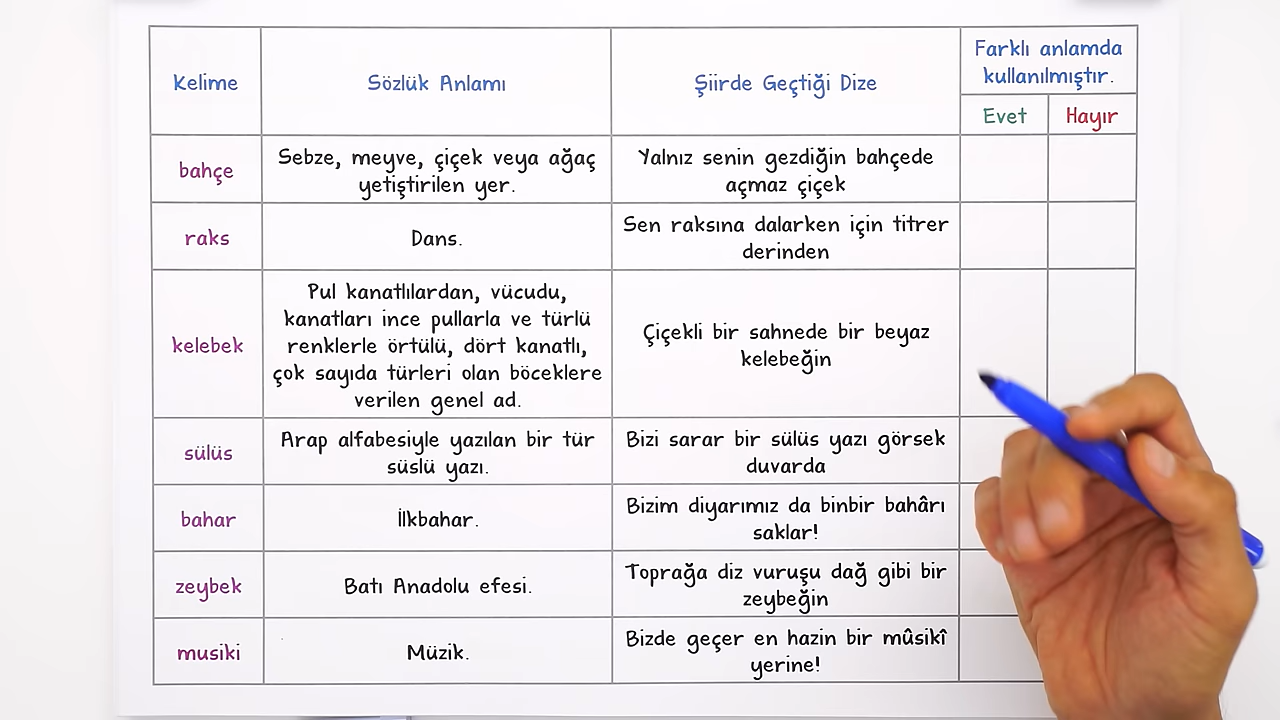 Kelime
Sözlük Anlamı
Şiirde Geçtiği Dize
Farklı anlamda
kullanılmıştır.
Evet
Hayır
bahçe
Sebze, meyve, çiçek veya ağaç
yetiştirilen yer.
Yalnız senin gezdiğin bahçede
açmaz çiçek
raks
Dans.
Sen raksına dalarken için titrer
derinden
kelebek
Pul kanatlılardan, vücudu,
kanatları ince pullarla ve türlü
renklerle örtülü, dört kanatlı,
çok sayıda türleri olan böceklere
verilen genel ad.
Çiçekli bir sahnede bir beyaz
kelebeğin
sülüs
Arap alfabesiyle yazılan bir tür
süslü yazı.
Bizi sarar bir sülüs yazı görsek
duvarda
bahar
İlkbahar.
Bizim diyarımız da binbir bahârı
saklar!
zeybek
Batı Anadolu efesi.
Toprağa diz vuruşu dağ gibi bir
zeybeğin
musiki
Müzik.
Bizde geçer en hazin bir mûsikî
yerine!